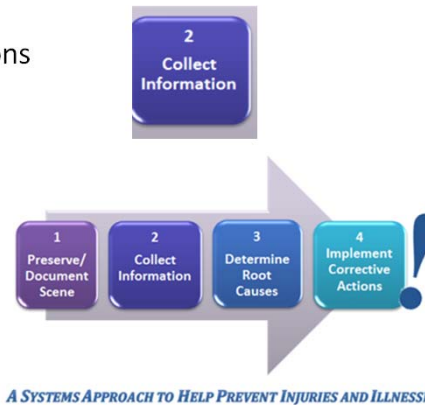 ons
2
Collect
Information
1
Preserve/
Document
Scene
2
Collect
Information
3
Determine
Root
Causes
4
Implement
Corrective
Actions
!
A SYSTEMS APPROACH TO HELP PREVENT INJURIES AND ILLNESS